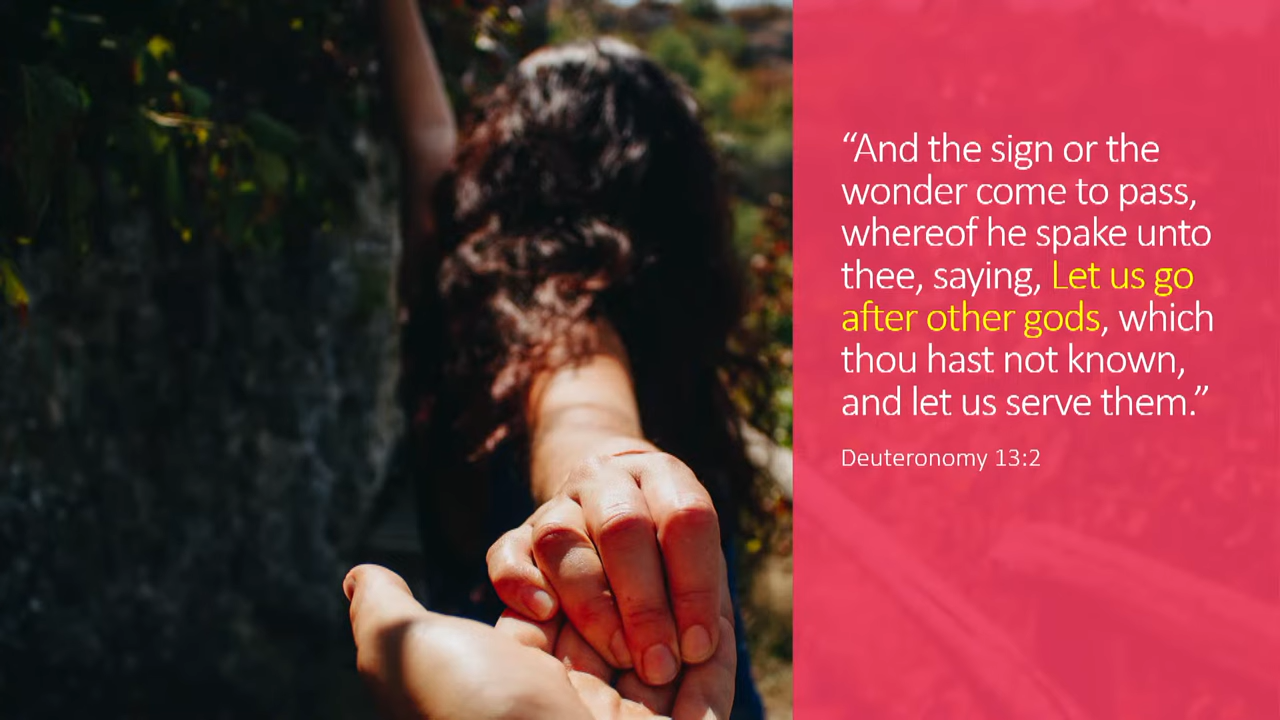 “And the sign or the
wonder come to pass,
whereof he spake unto
thee, saying, Let us go
after other gods, which
thou hast not known,
and let us serve them.”
Deuteronomy 13:2